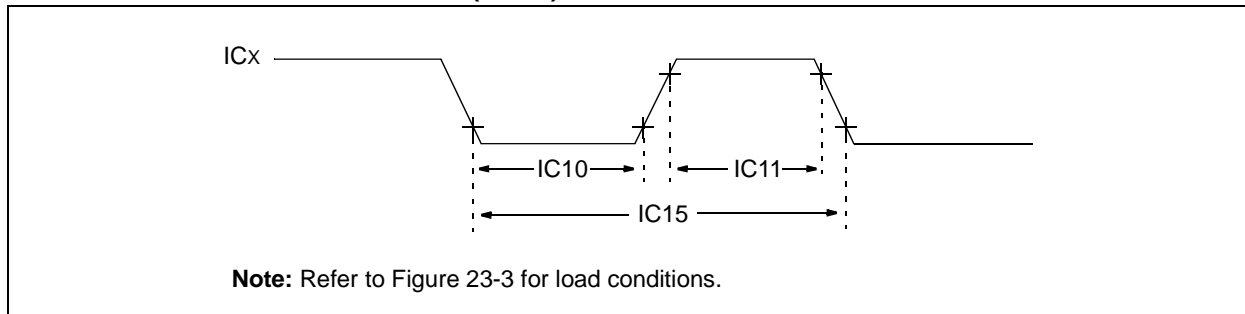 ICX
IC10
IC11
IC15
Note: Refer to Figure 23-3 for load conditions.